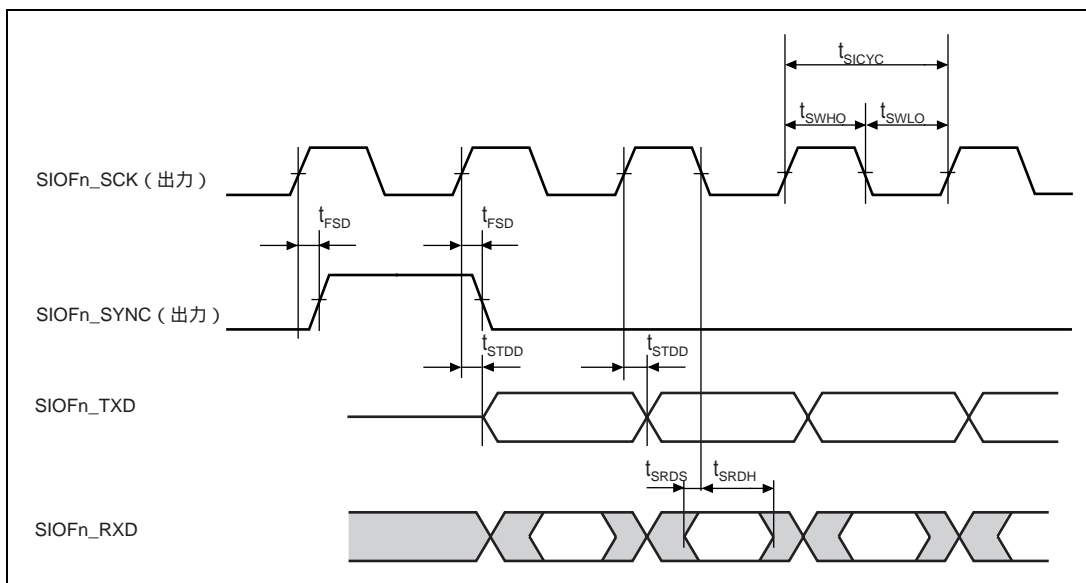 tSICYC
tSWHO tSWLO
SIOFn_SCK（出力）
tFSD tFSD
SIOFn_SYNC（出力）
tSTDD tSTDD
SIOFn_TXD
tSRDS tSRDH
SIOFn_RXD